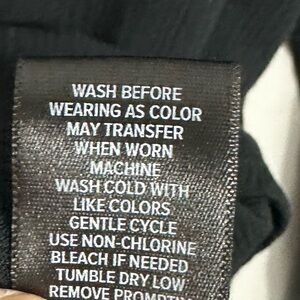 WASH BEFORE
WEARING AS COLOR
MAY TRANSFER
WHEN WORN
MACHINE
WASH COLD WITH
LIKE COLORS
GENTLE CYCLE
USE NON-CHLORINE
BLEACH IF NEEDED
TUMBLE DRY LOW
REMOVE